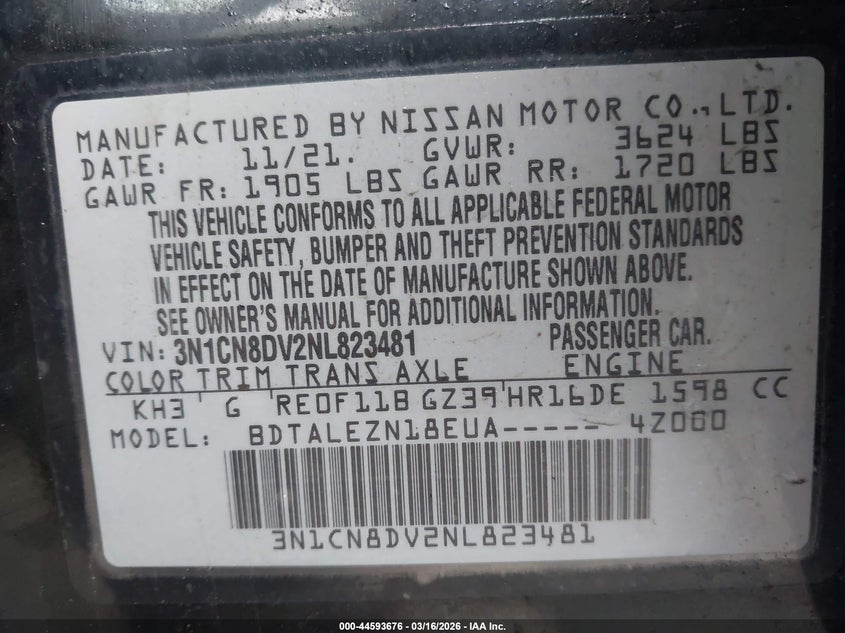 MANUFACTURED BY NISSAN MOTOR CO., LTD.
DATE: 11/21. GVWR: 3624 LBS
GAWR FR: 1905 LBS GAWR RR: 1720 LBS
THIS VEHICLE CONFORMS TO ALL APPLICABLE FEDERAL MOTOR
VEHICLE SAFETY, BUMPER AND THEFT PREVENTION STANDARDS
IN EFFECT ON THE DATE OF MANUFACTURE SHOWN ABOVE.
SEE OWNER'S MANUAL FOR ADDITIONAL INFORMATION.
VIN: 3N1CN8DV2NL823481 PASSENGER CAR.
COLOR TRIM TRANS AXLE ENGINE
KH3 G RE0F11B GZ39 HR16DE 1598 CC
MODEL: BDTALEZN18EUA----- 4Z060
3N1CN8DV2NL823481
000-44593676 | 03/16/2026 | IAA Inc.